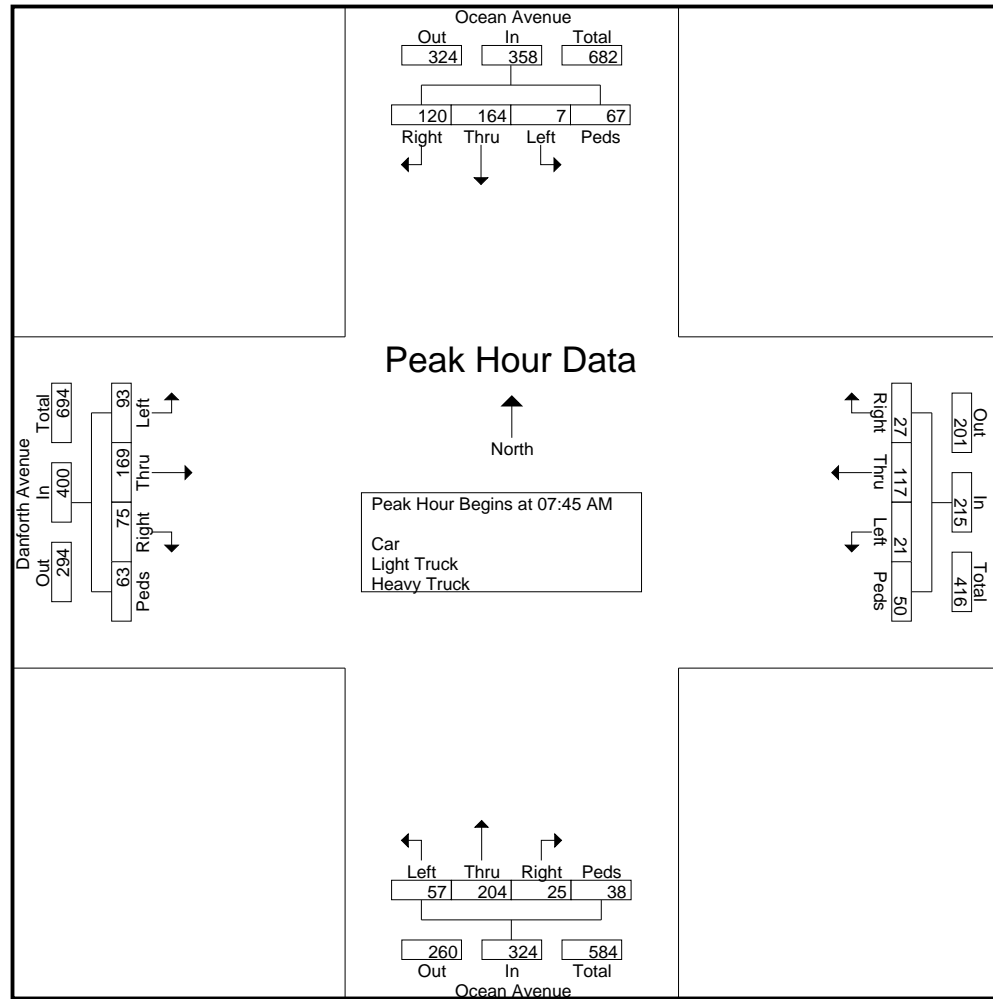 Ocean Avenue
Out In Total
324 358 682
120 164 7 67
Right Thru Left Peds
Peak Hour Data
North
Peak Hour Begins at 07:45 AM
Car
Light Truck
Heavy Truck
Danforth Avenue
Out In Total
294 400 694
Peds Right Thru Left
63 75 169 93
Out In Total
201 215 416
Right Thru Left Peds
27 117 21 50
Left Thru Right Peds
57 204 25 38
260 324 584
Out In Total
Ocean Avenue